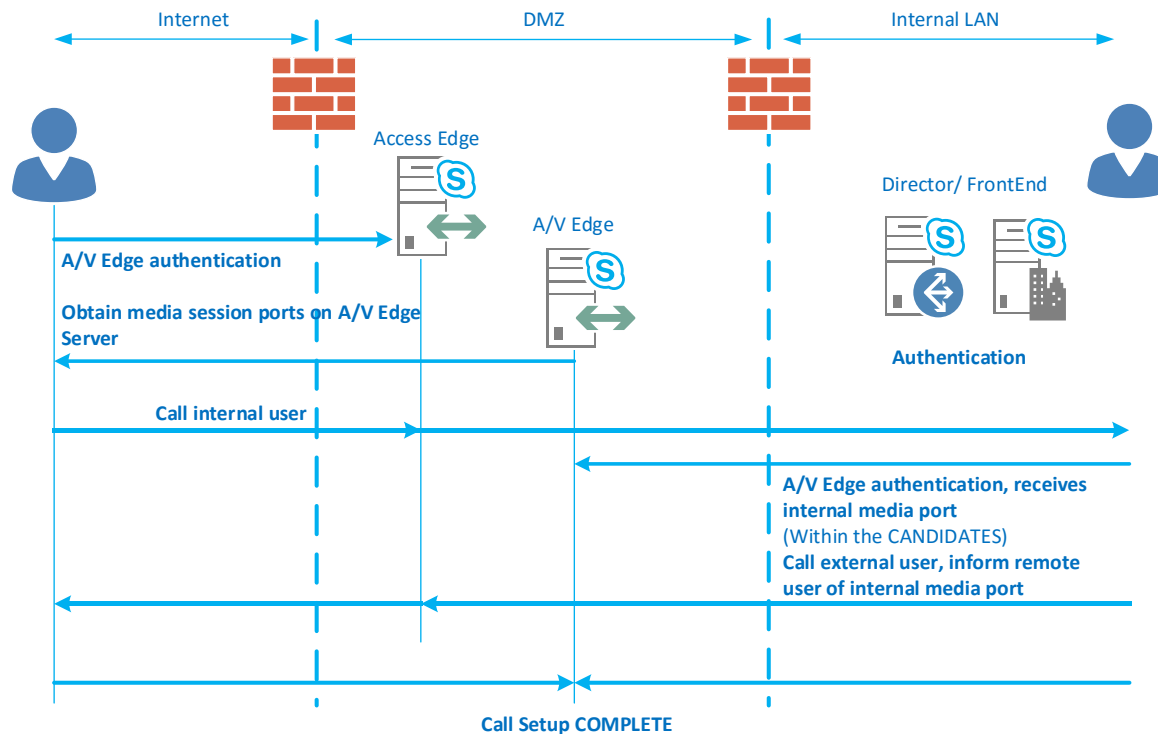 Internet
DMZ
Internal LAN
Access Edge
S
Director/ FrontEnd
A/V Edge
S
S
S
A/V Edge authentication
Obtain media session ports on A/V Edge
Server
Authentication
Call internal user
A/V Edge authentication, receives
internal media port
(Within the CANDIDATES)
Call external user, inform remote
user of internal media port
Call Setup COMPLETE